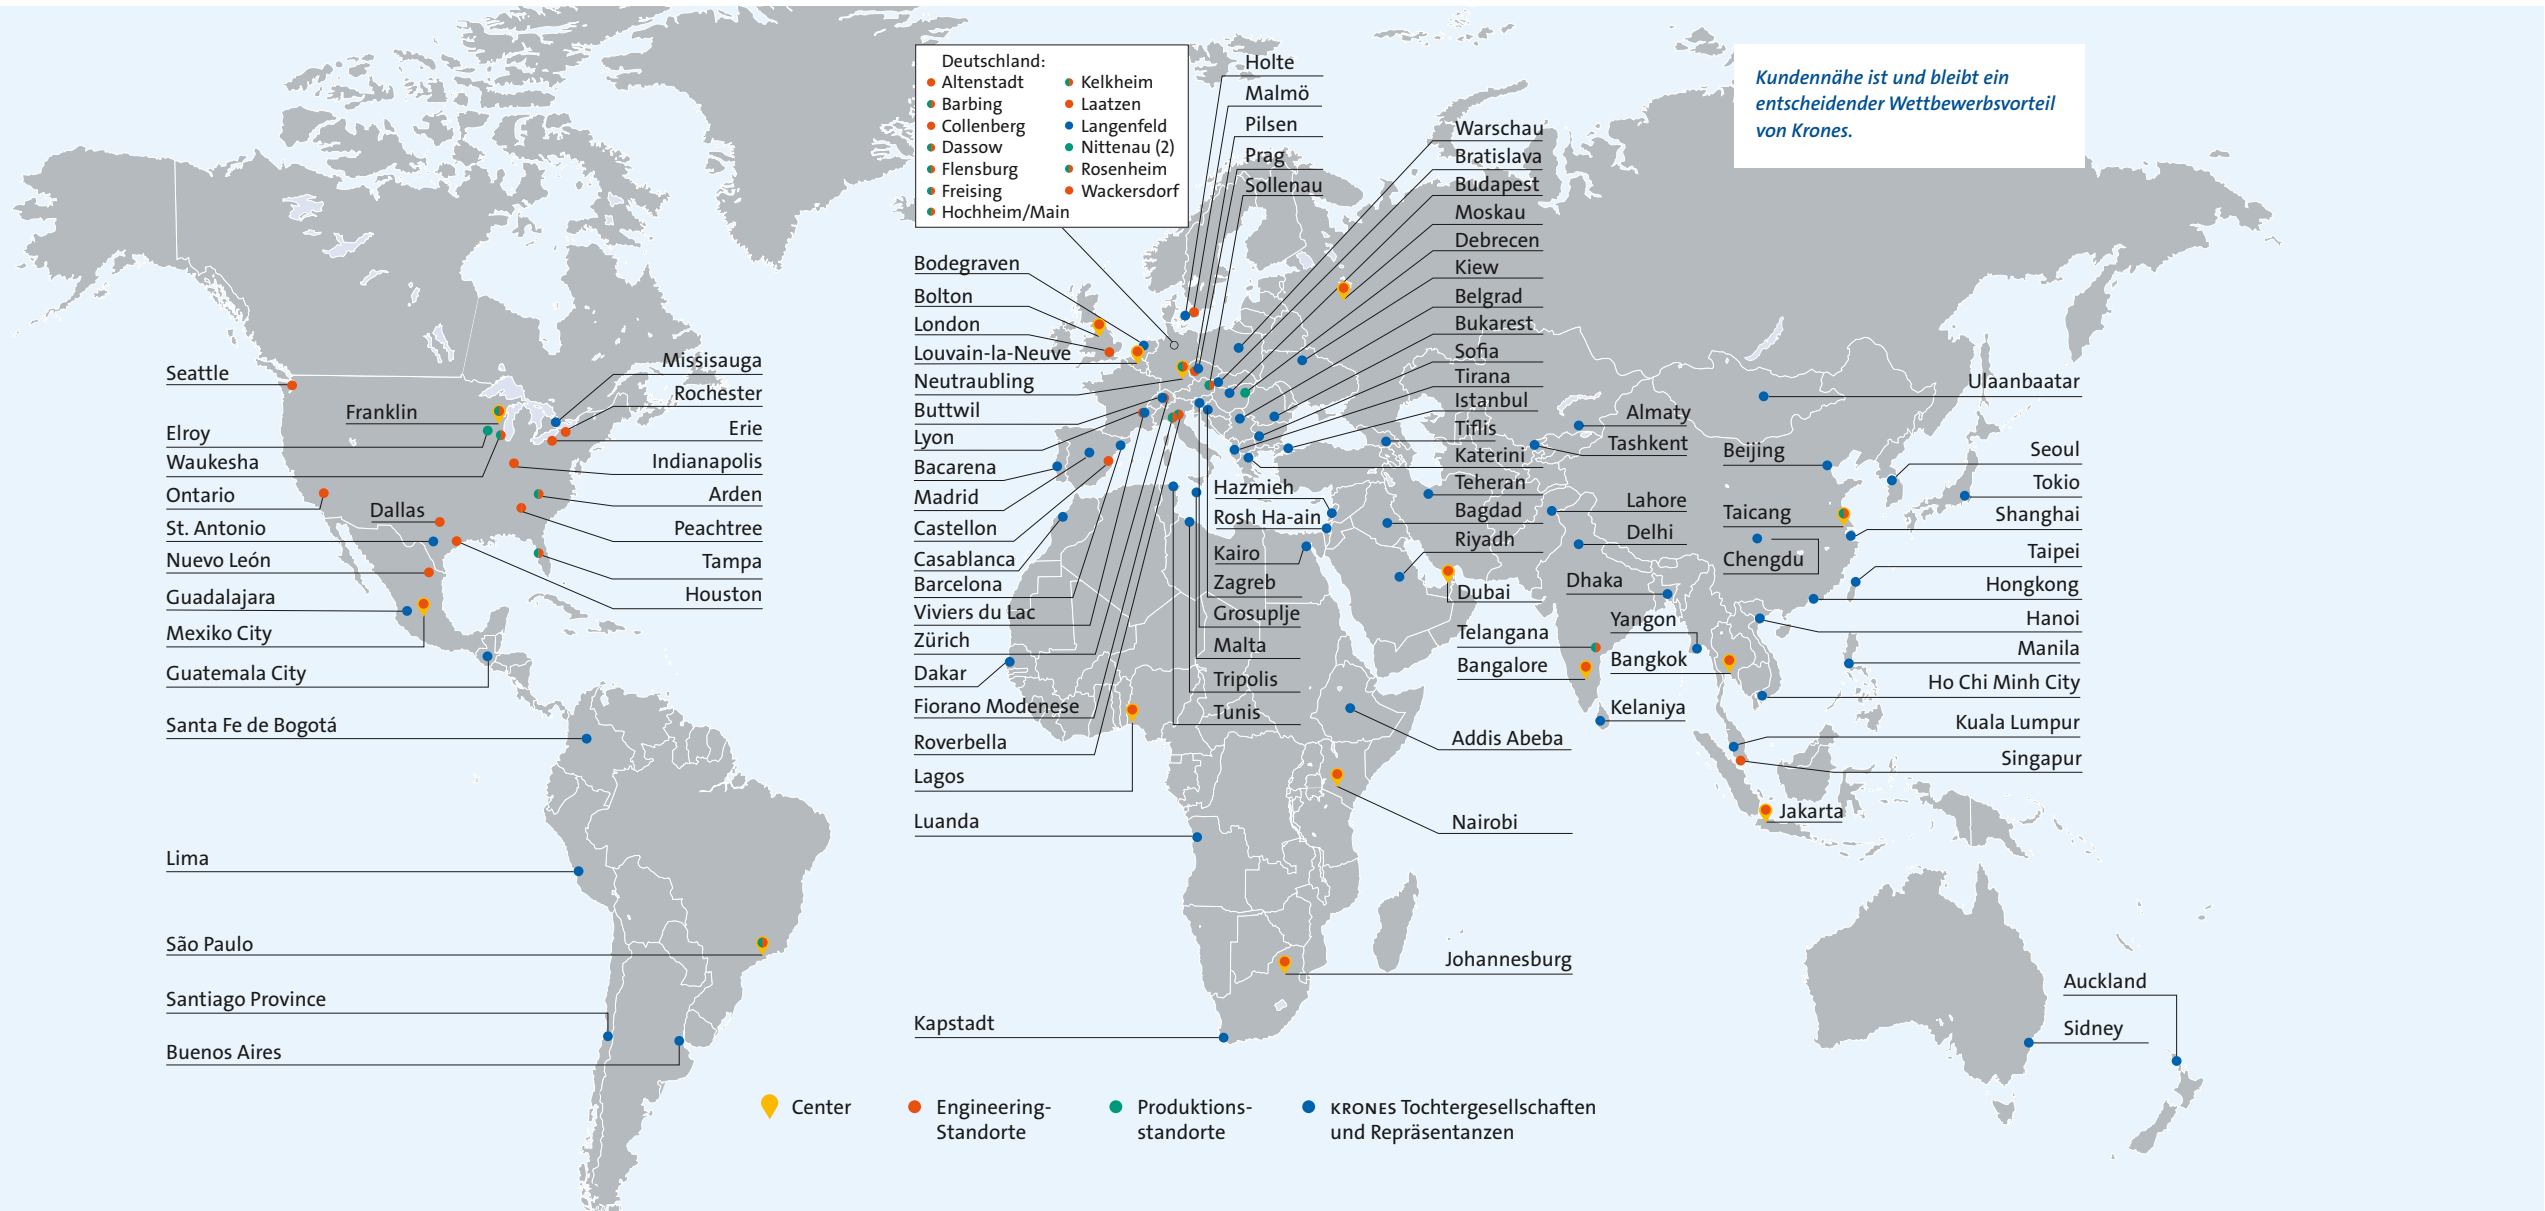 Deutschland:
Altenstadt
Barbing
Collenberg
Dassow
Flensburg
Freising
Hochheim/Main
Kelkheim
Laatzen
Langenfeld
Nittenau (2)
Rosenheim
Wackersdorf
Kundennähe ist und bleibt ein
entscheidender Wettbewerbsvorteil
von Krones.
Seattle
Franklin
Elroy
Waukesha
Ontario
Dallas
St. Antonio
Nuevo León
Guadalajara
Mexiko City
Guatemala City
Santa Fe de Bogotá
Lima
São Paulo
Santiago Province
Buenos Aires
Missisauga
Rochester
Erie
Indianapolis
Arden
Peachtree
Tampa
Houston
Bodegraven
Bolton
London
Louvain-la-Neuve
Neutraubling
Buttwil
Lyon
Bacarena
Madrid
Castellon
Casablanca
Barcelona
Viviers du Lac
Zürich
Dakar
Fiorano Modenese
Roverbella
Lagos
Luanda
Kapstadt
Holte
Malmö
Pilsen
Prag
Sollenau
Hazmieh
Rosh Ha-ain
Kairo
Zagreb
Grosuplje
Malta
Tripolis
Tunis
Warschau
Bratislava
Budapest
Moskau
Debrecen
Kiew
Belgrad
Bukarest
Sofia
Tirana
Istanbul
Tiflis
Katerini
Teheran
Bagdad
Riyadh
Dubai
Telangana
Bangalore
Addis Abeba
Nairobi
Johannesburg
Almaty
Tashkent
Lahore
Delhi
Dhaka
Yangon
Bangkok
Kelaniya
Beijing
Taicang
Chengdu
Jakarta
Ulaanbaatar
Seoul
Tokio
Shanghai
Taipei
Hongkong
Hanoi
Manila
Ho Chi Minh City
Kuala Lumpur
Singapur
Auckland
Sidney
Center
Engineering-
Standorte
Produktions-
standorte
KRONES Tochtergesellschaften
und Repräsentanzen